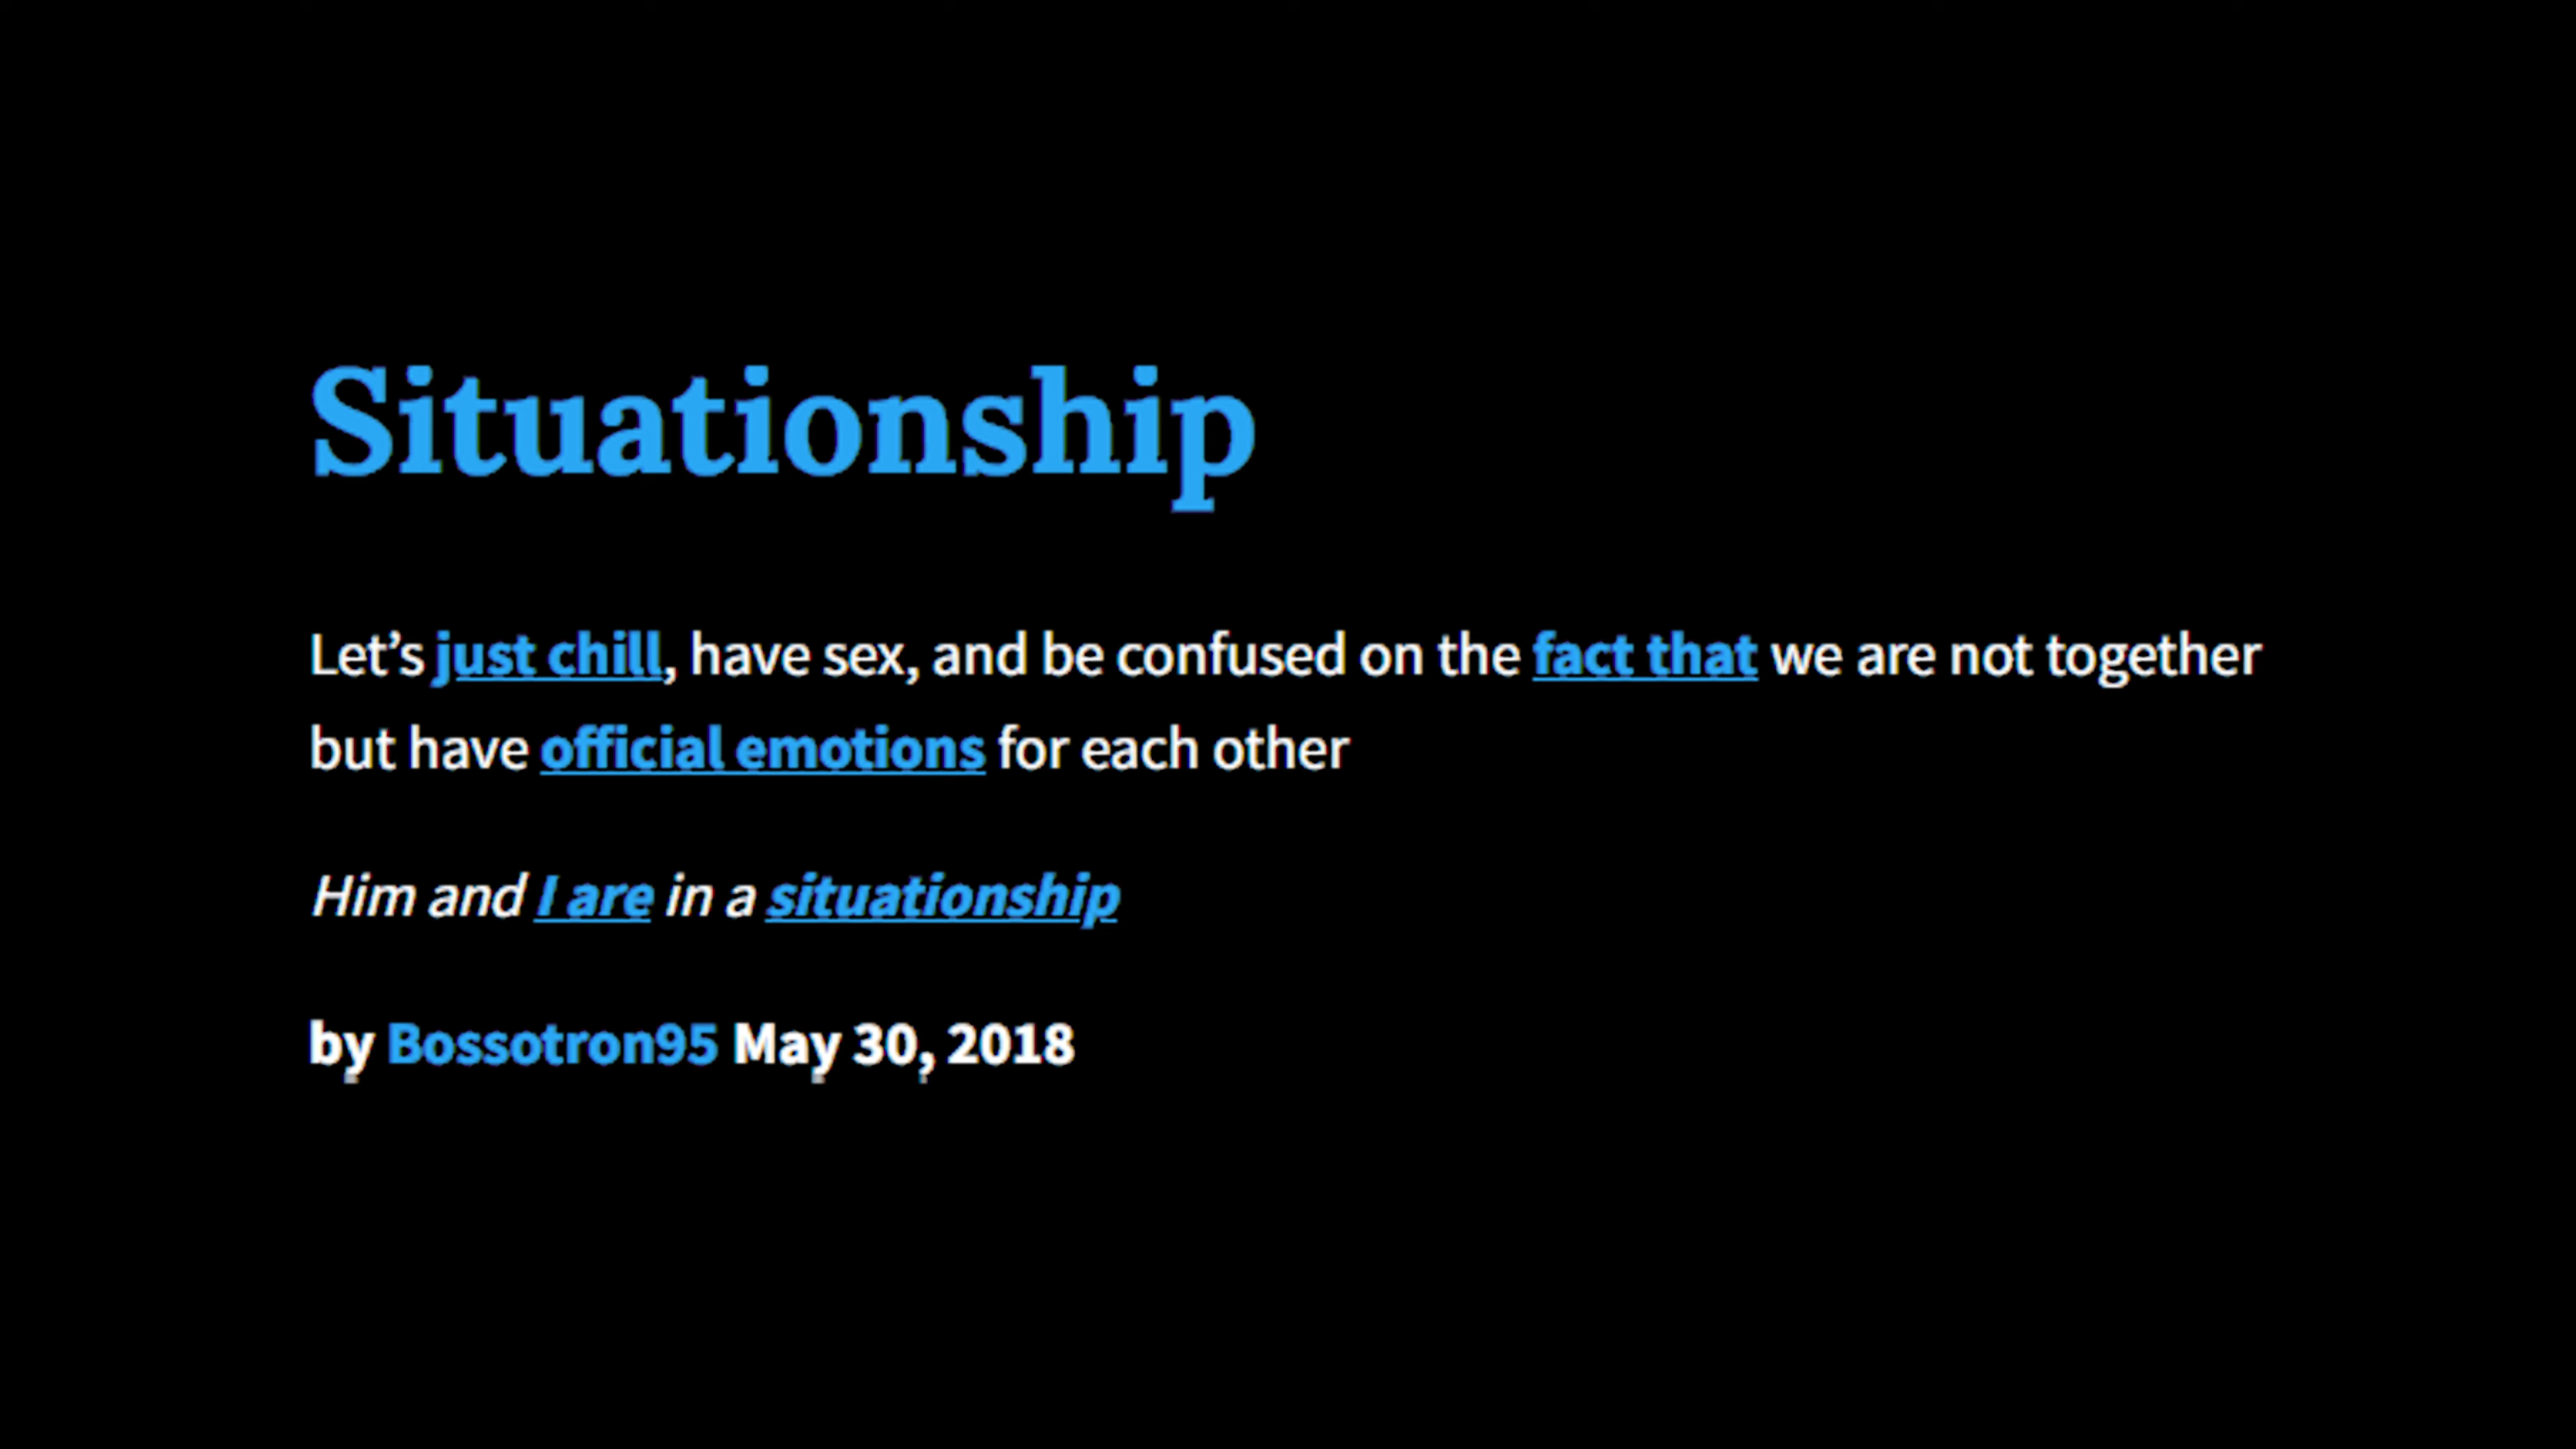 Situationship
Let’s just chill, have sex, and be confused on the fact that we are not together
but have official emotions for each other
Him and I are in a situationship
by Bossotron95 May 30, 2018